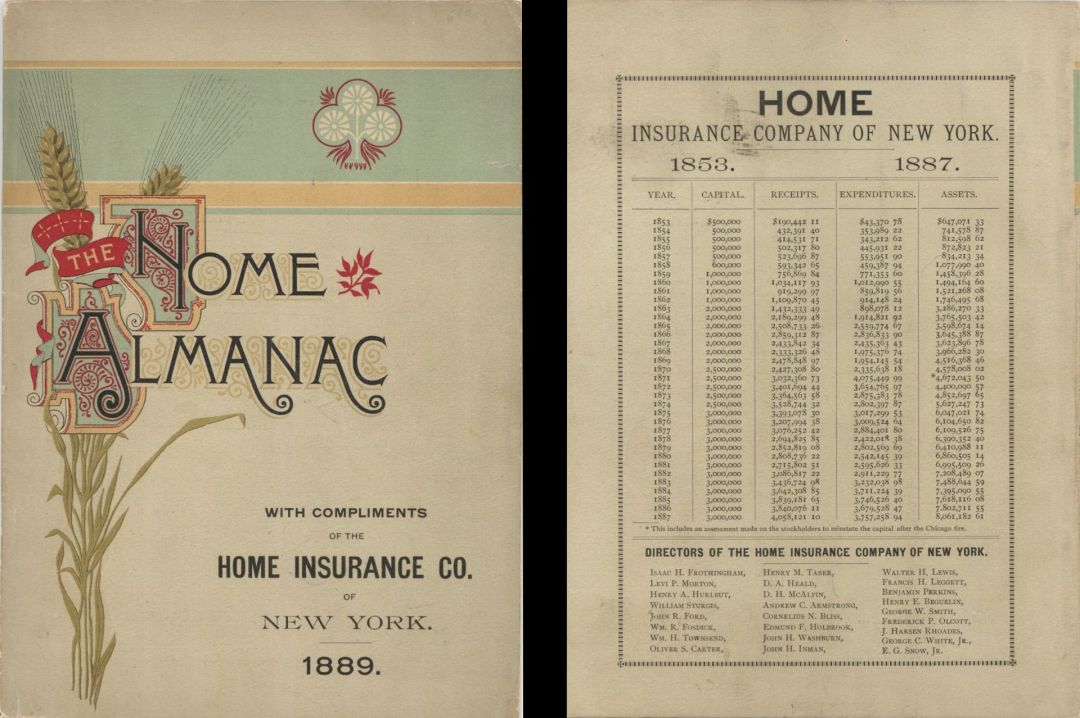 THE
HOME
ALMANAC
WITH COMPLIMENTS
OF THE
HOME INSURANCE CO.
OF
NEW YORK.
1889.
HOME
INSURANCE COMPANY OF NEW YORK.
1853. 1887.
YEAR. CAPITAL. RECEIPTS. EXPENDITURES. ASSETS.
1853 $500,000 $190,442 11 $43,370 78 $647,071 33
1854 500,000 432,391 40 353,989 22 741,578 87
1855 500,000 414,531 71 343,212 62 812,598 62
1856 500,000 502,317 80 445,931 22 872,823 21
1857 500,000 523,696 87 553,951 90 834,213 34
1858 600,000 593,342 65 459,387 94 1,077,990 40
1859 1,000,000 756,869 84 771,353 60 1,458,396 28
1860 1,000,000 1,034,117 93 1,012,990 55 1,494,164 60
1861 1,000,000 919,299 97 859,819 56 1,521,268 08
1862 1,000,000 1,109,870 45 914,148 24 1,746,495 68
1863 2,000,000 1,432,333 49 898,078 12 3,286,270 33
1864 2,000,000 2,189,299 48 1,914,821 92 3,765,503 42
1865 2,000,000 2,508,733 26 2,559,774 67 3,598,674 14
1866 2,000,000 2,859,312 87 2,836,833 90 3,645,388 87
1867 2,000,000 2,433,842 34 2,435,363 43 3,623,896 78
1868 2,000,000 2,333,326 48 1,975,376 74 3,966,282 30
1869 2,000,000 2,478,848 97 1,954,145 54 4,516,368 46
1870 2,500,000 2,427,308 80 2,335,638 18 4,578,008 02
1871 2,500,000 3,032,360 73 4,075,449 99 *4,672,043 50
1872 2,500,000 3,401,694 44 3,654,765 97 4,400,090 57
1873 2,500,000 3,364,563 58 2,875,383 78 4,852,697 65
1874 2,500,000 3,528,744 32 2,802,397 87 5,627,247 73
1875 3,000,000 3,393,078 30 3,017,299 53 6,047,021 74
1876 3,000,000 3,207,994 38 3,009,524 64 6,104,650 82
1877 3,000,000 3,076,252 42 2,884,401 80 6,109,526 75
1878 3,000,000 2,694,825 85 2,422,018 38 6,390,352 40
1879 3,000,000 2,852,819 08 2,802,569 69 6,410,988 11
1880 3,000,000 2,808,736 22 2,542,145 39 6,860,505 14
1881 3,000,000 2,715,802 51 2,595,626 33 6,995,509 26
1882 3,000,000 3,086,817 22 2,911,229 77 7,208,489 07
1883 3,000,000 3,436,724 98 3,232,038 98 7,488,644 59
1884 3,000,000 3,642,308 85 3,711,224 39 7,395,090 55
1885 3,000,000 3,839,181 65 3,746,526 40 7,618,116 08
1886 3,000,000 3,840,076 11 3,679,528 47 7,802,711 55
1887 3,000,000 4,058,121 10 3,757,258 94 8,061,182 61
* This includes an assessment made on the stockholders to reinstate the capital after the Chicago fire.
DIRECTORS OF THE HOME INSURANCE COMPANY OF NEW YORK.
ISAAC H. FROTHINGHAM,
LEVI P. MORTON,
HENRY A. HURLBUT,
WILLIAM STURGIS,
JOHN R. FORD,
WM. R. FOSDICK,
WM. H. TOWNSEND,
OLIVER S. CARTER,
HENRY M. TABER,
D. A. HEALD,
D. H. MCALPIN,
ANDREW C. ARMSTRONG,
CORNELIUS N. BLISS,
EDMUND F. HOLBROOK,
JOHN H. WASHBURN,
JOHN H. INMAN,
WALTER H. LEWIS,
FRANCIS H. LEGGETT,
BENJAMIN PERKINS,
HENRY E. BEGUELIN,
GEORGE W. SMITH,
FREDERICK P. OLCOTT,
J. HARSEN RHOADES,
GEORGE C. WHITE, JR.,
E. G. SNOW, JR.